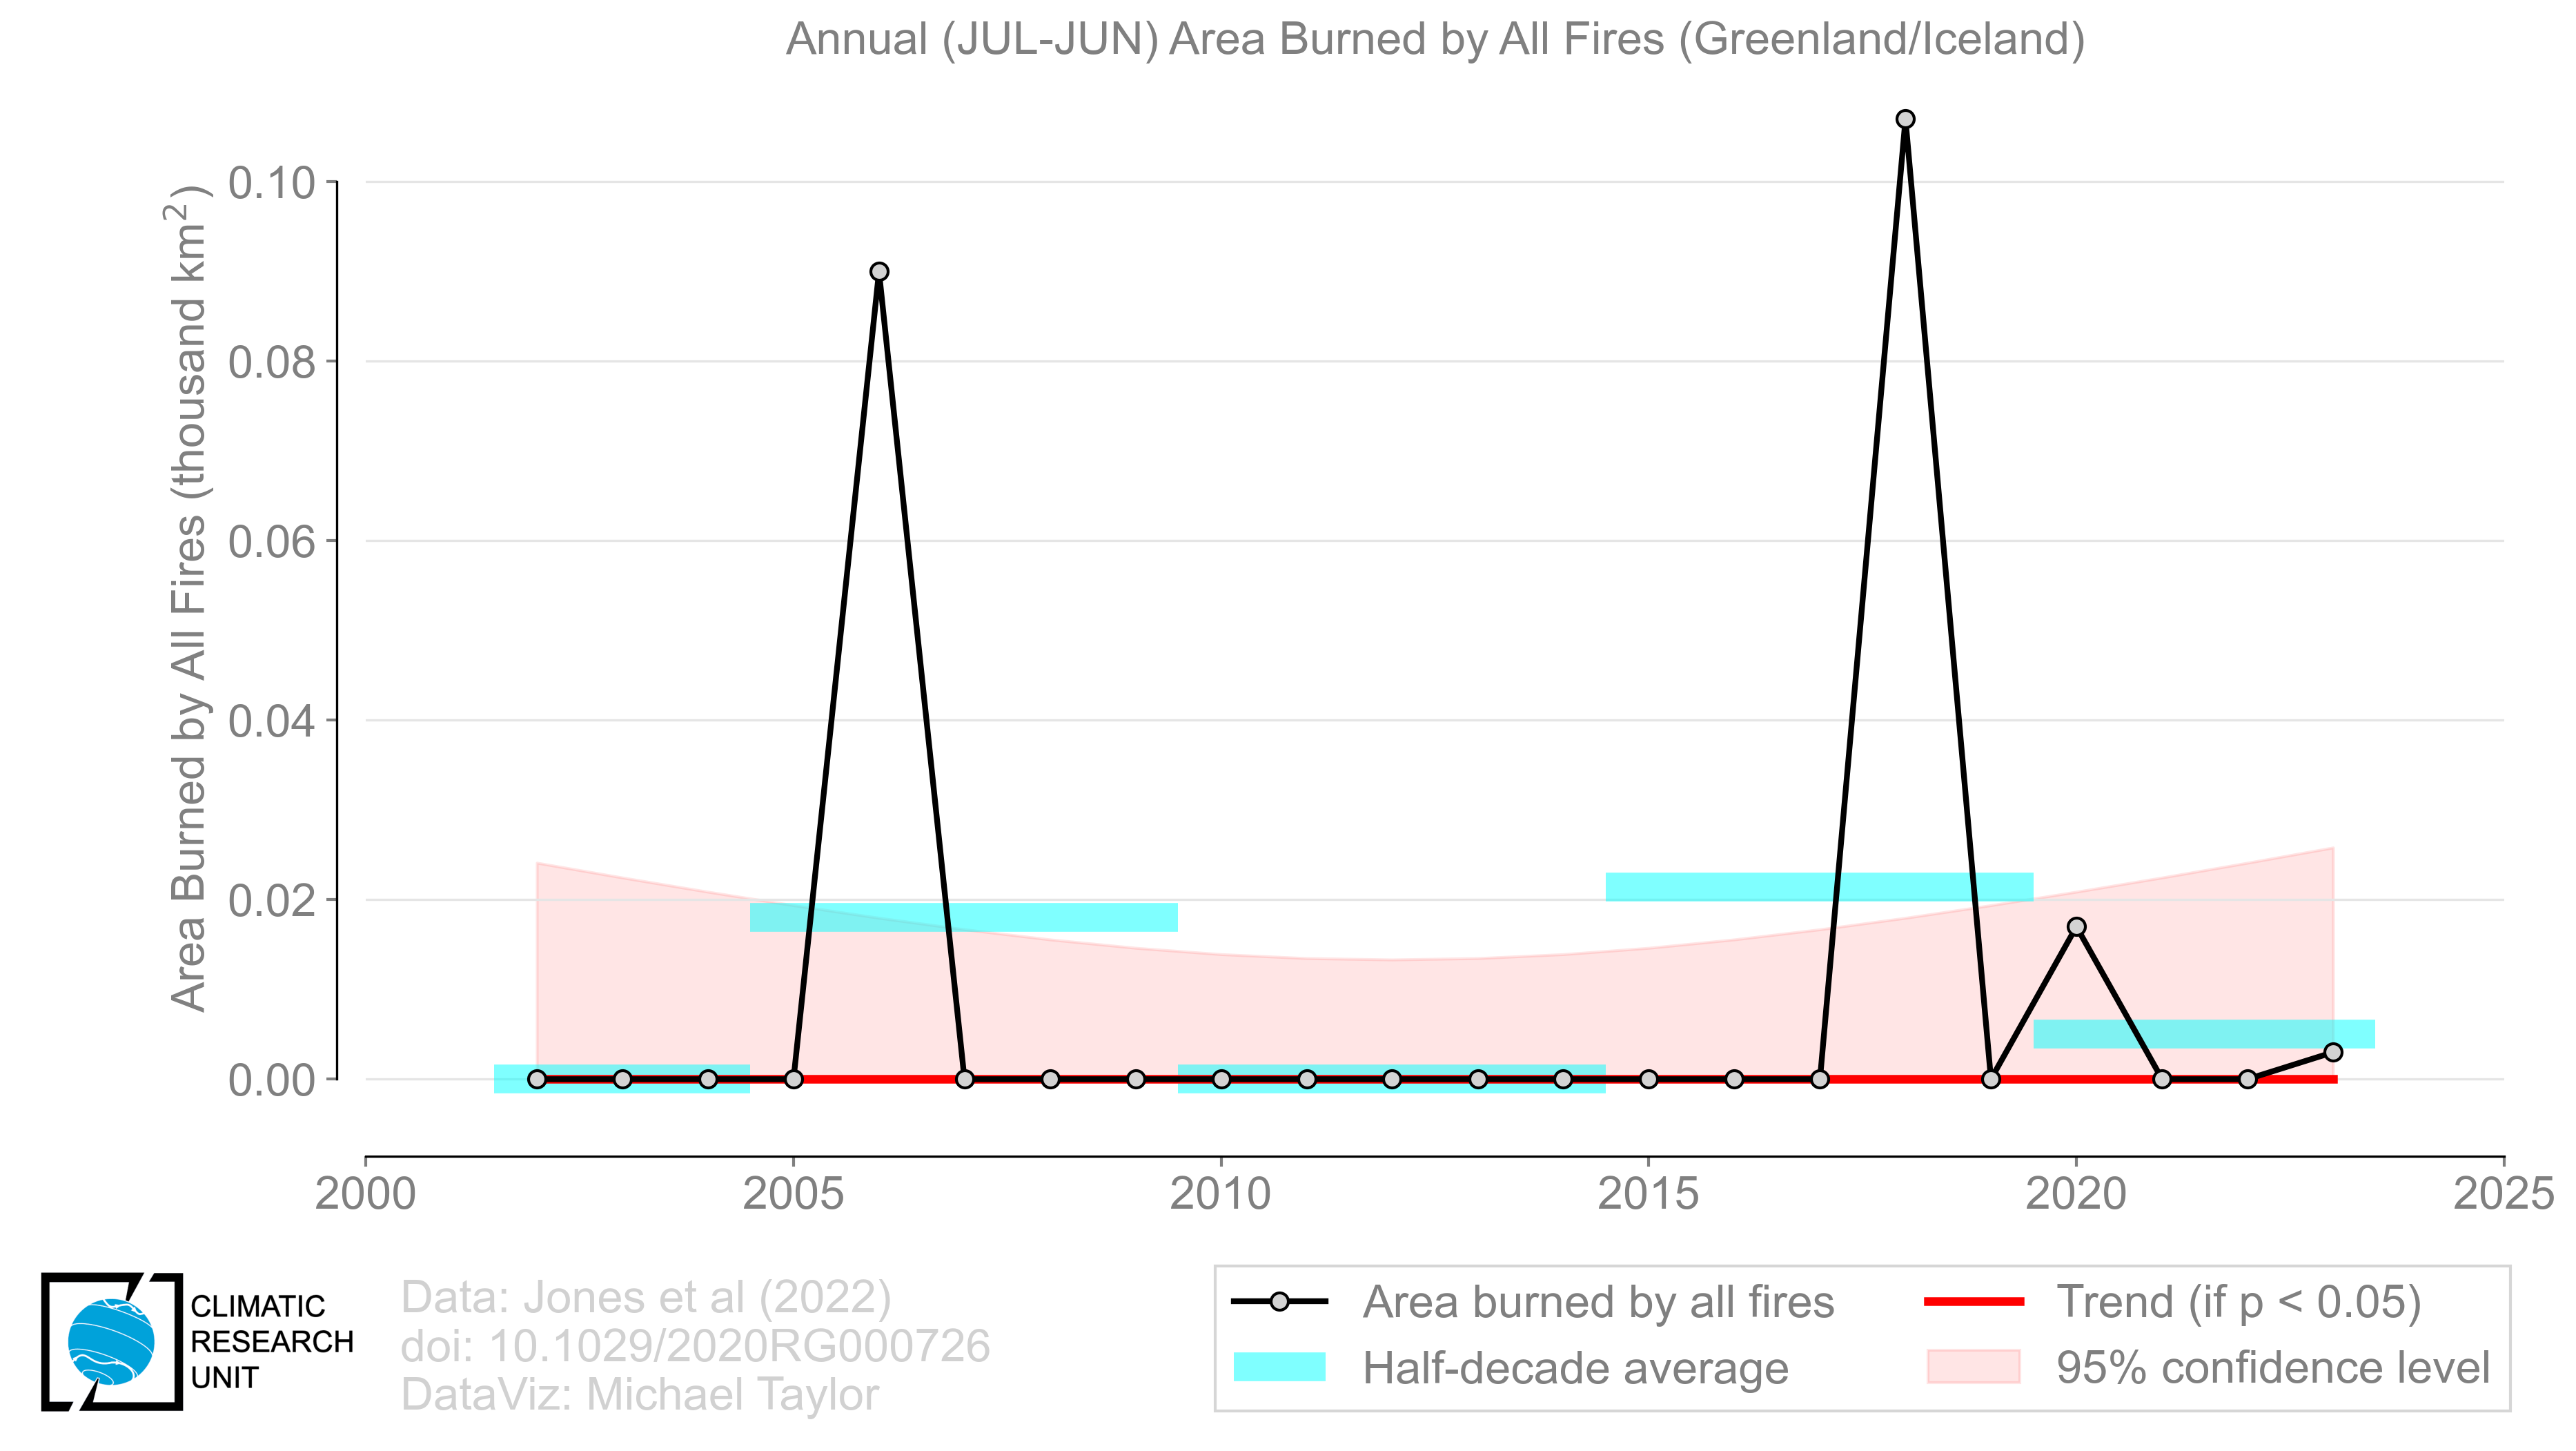 Annual (JUL-JUN) Area Burned by All Fires (Greenland/Iceland)
Area Burned by All Fires (thousand km²)
0.10
0.08
0.06
0.04
0.02
0.00
2000 2005 2010 2015 2020 2025
CLIMATIC
RESEARCH
UNIT
Data: Jones et al (2022)
doi: 10.1029/2020RG000726
DataViz: Michael Taylor
Area burned by all fires
Half-decade average
Trend (if p < 0.05)
95% confidence level